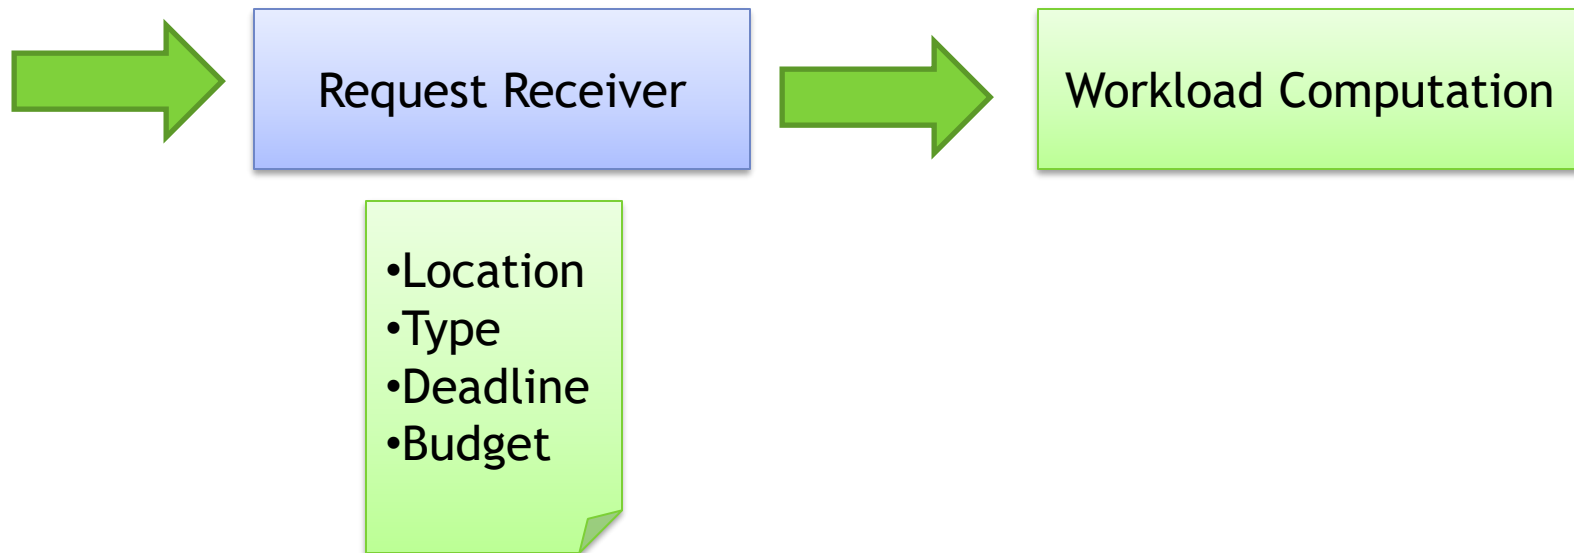 Request Receiver
Workload Computation
•Location
•Type
•Deadline
•Budget